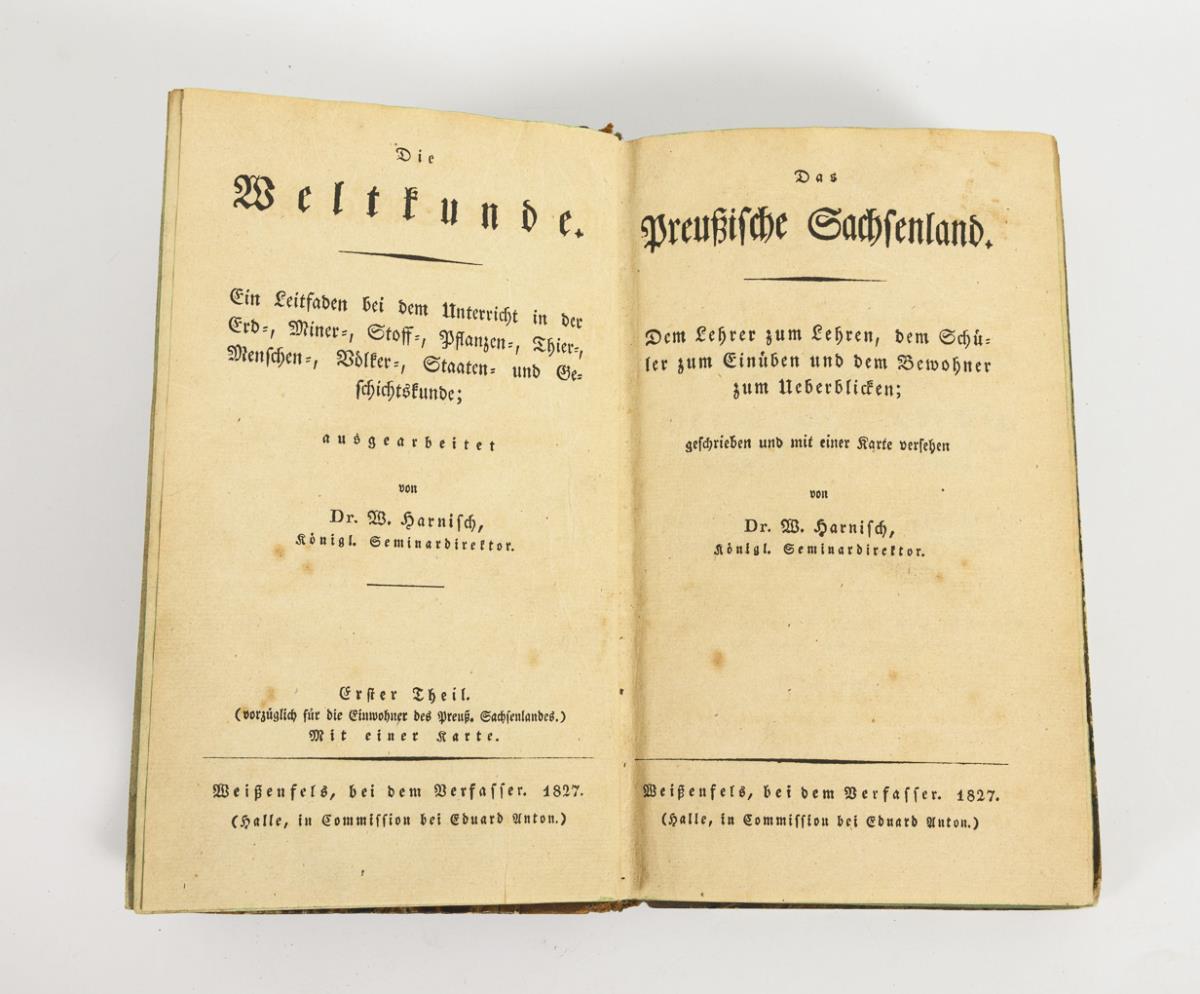 Die
Weltkunde.
Ein Leitfaden bei dem Unterricht in der
Erd-, Miner-, Stoff-, Pflanzen-, Thier-,
Menschen-, Völker-, Staaten- und Ge-
schichtskunde;
ausgearbeitet
von
Dr. W. Harnisch,
Königl. Seminardirektor.
Erster Theil.
(vorzüglich für die Einwohner des Preuß. Sachsenlandes.)
Mit einer Karte.
Weißenfels, bei dem Verfasser. 1827.
(Halle, in Commission bei Eduard Anton.)
Das
Preußische Sachsenland.
Dem Lehrer zum Lehren, dem Schü-
ler zum Einüben und dem Bewohner
zum Ueberblicken;
geschrieben und mit einer Karte versehen
von
Dr. W. Harnisch,
Königl. Seminardirektor.
Weißenfels, bei dem Verfasser. 1827.
(Halle, in Commission bei Eduard Anton.)